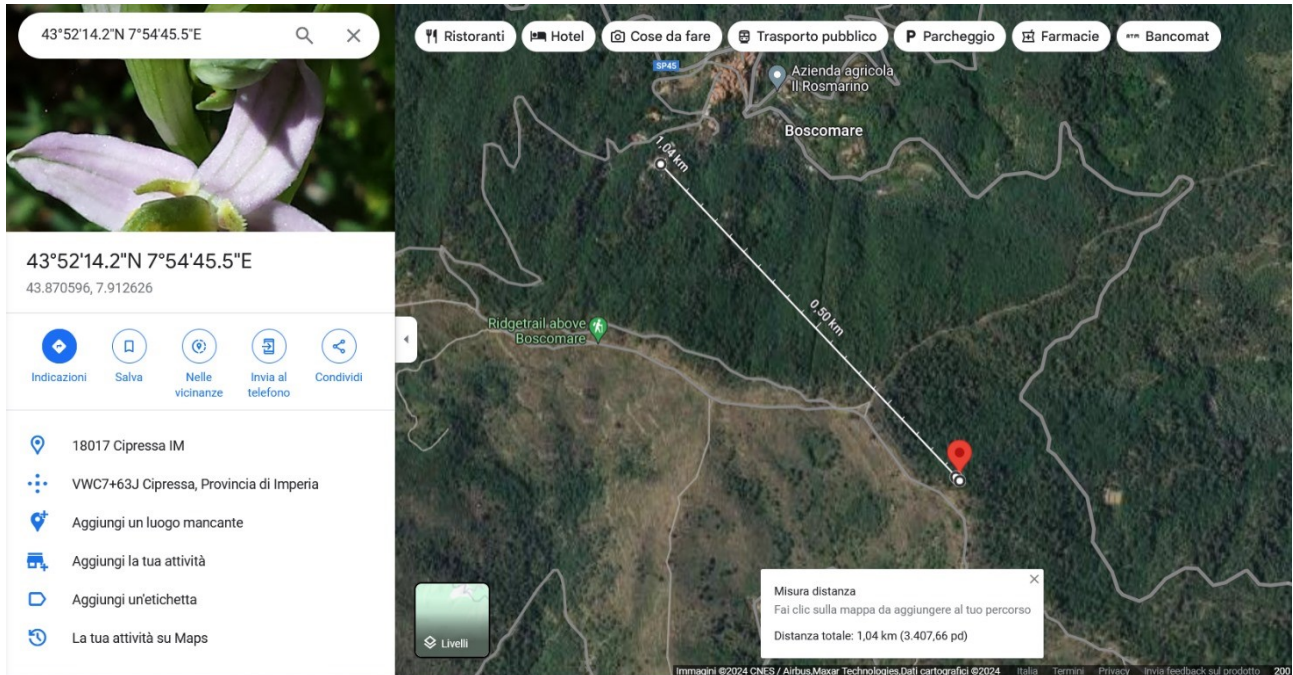 43°52'14.2"N 7°54'45.5"E
43°52'14.2"N 7°54'45.5"E
43.870596, 7.912626
Indicazioni
Salva
Nelle
vicinanze
Invia al
telefono
Condividi
18017 Cipressa IM
VWC7+63J Cipressa, Provincia di Imperia
Aggiungi un luogo mancante
Aggiungi la tua attività
Aggiungi un'etichetta
La tua attività su Maps
Ristoranti
Hotel
Cose da fare
Trasporto pubblico
P Parcheggio
Farmacie
ATM Bancomat
SP45
Azienda agricola
Il Rosmarino
Boscomare
1,04 km
0,50 km
Ridgetrail above
Boscomare
Livelli
Misura distanza
Fai clic sulla mappa da aggiungere al tuo percorso
Distanza totale: 1,04 km (3.407,66 pd)
Immagini ©2024 CNES / Airbus,Maxar Technologies,Dati cartografici ©2024 Italia Termini Privacy Invia feedback sul prodotto 200